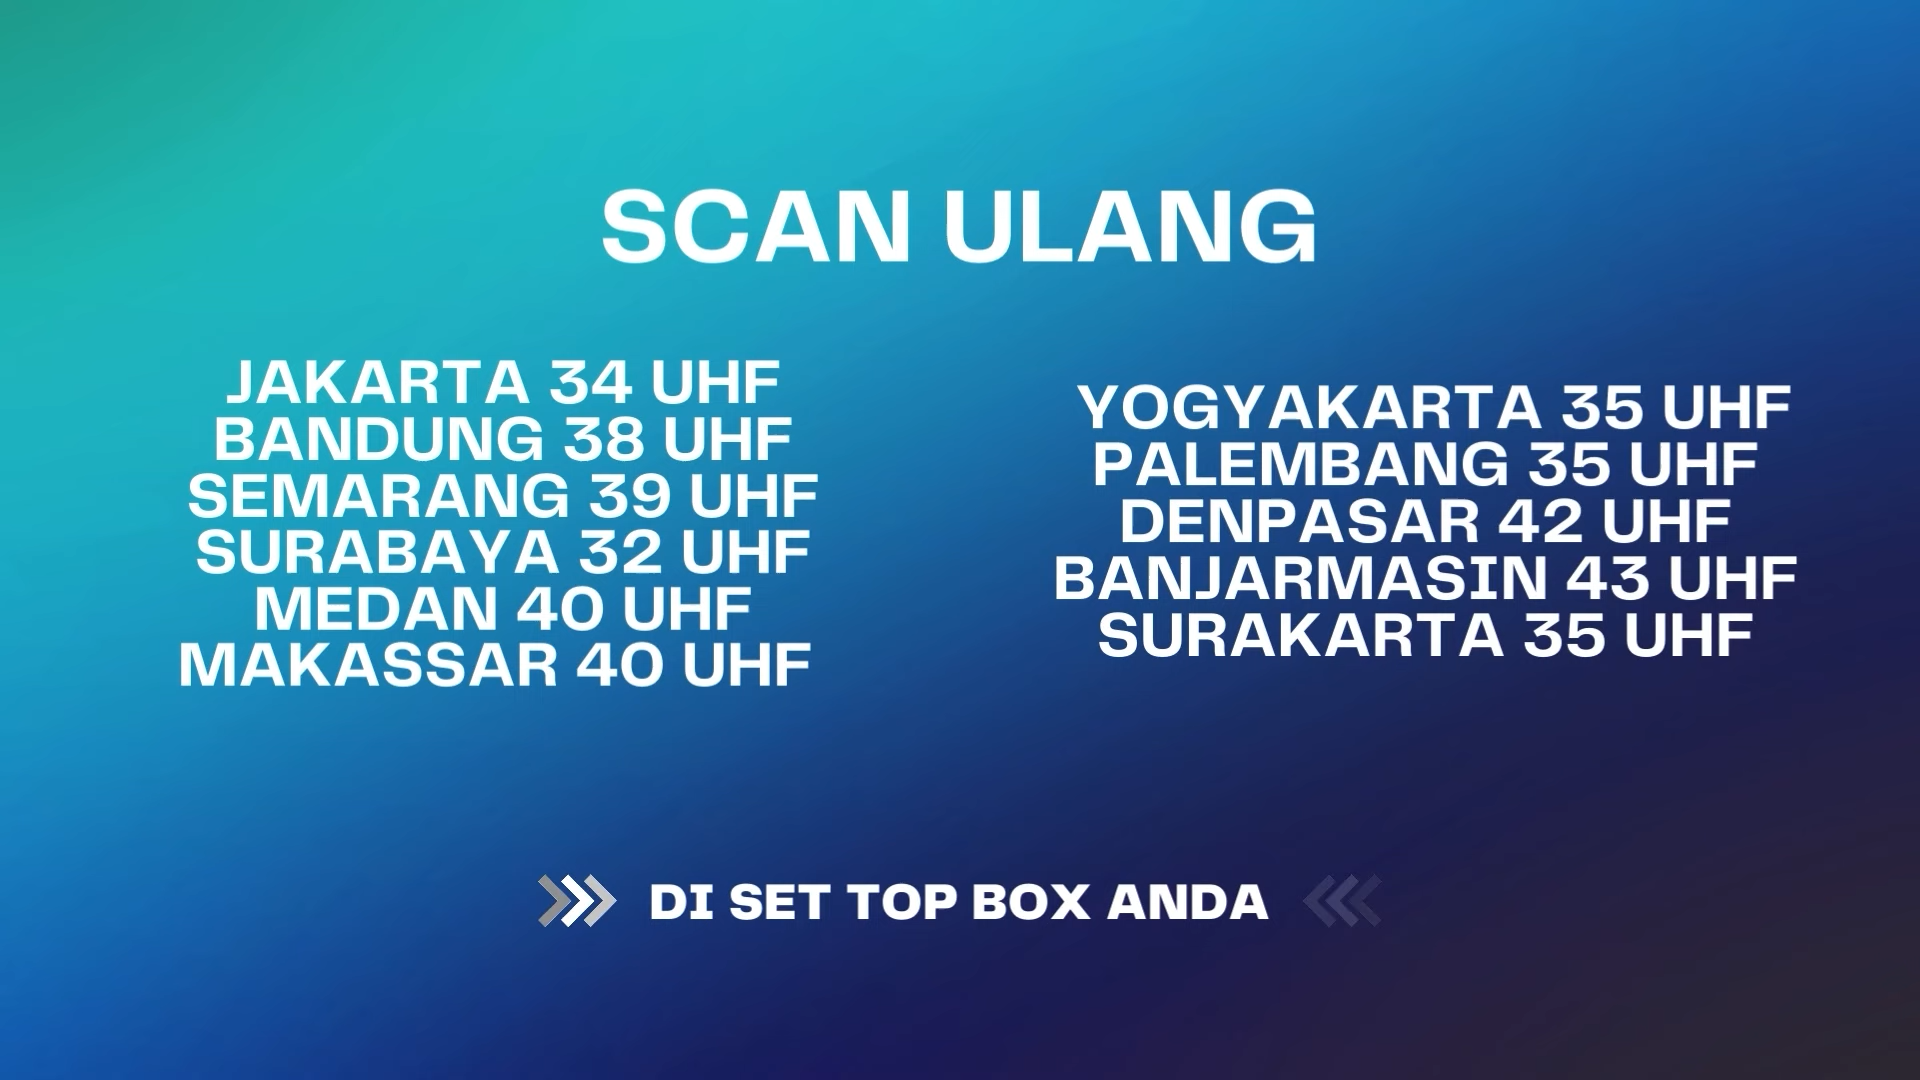 SCAN ULANG
JAKARTA 34 UHF
BANDUNG 38 UHF
SEMARANG 39 UHF
SURABAYA 32 UHF
MEDAN 40 UHF
MAKASSAR 40 UHF
YOGYAKARTA 35 UHF
PALEMBANG 35 UHF
DENPASAR 42 UHF
BANJARMASIN 43 UHF
SURAKARTA 35 UHF
DI SET TOP BOX ANDA